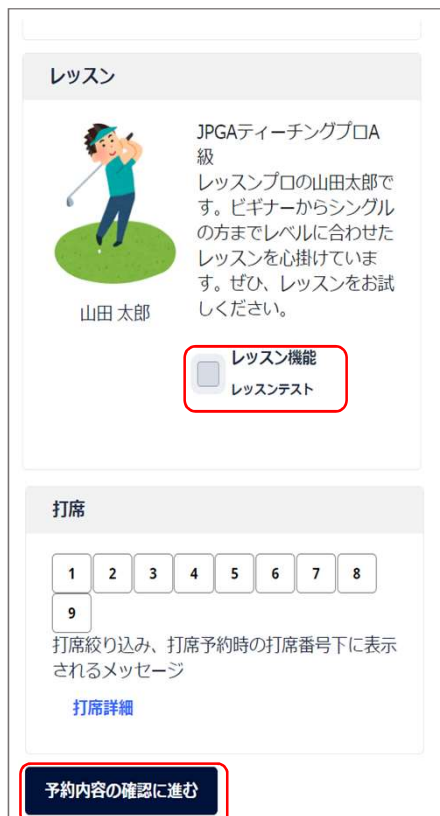 レッスン
JPGAティーチングプロA
級
レッスンプロの山田太郎で
す。ビギナーからシングル
の方までレベルに合わせた
レッスンを心掛けていま
す。ぜひ、レッスンをお試
しください。
山田 太郎
レッスン機能
レッスンテスト
打席
1 2 3 4 5 6 7 8
9
打席絞り込み、打席予約時の打席番号下に表示
されるメッセージ
打席詳細
予約内容の確認に進む